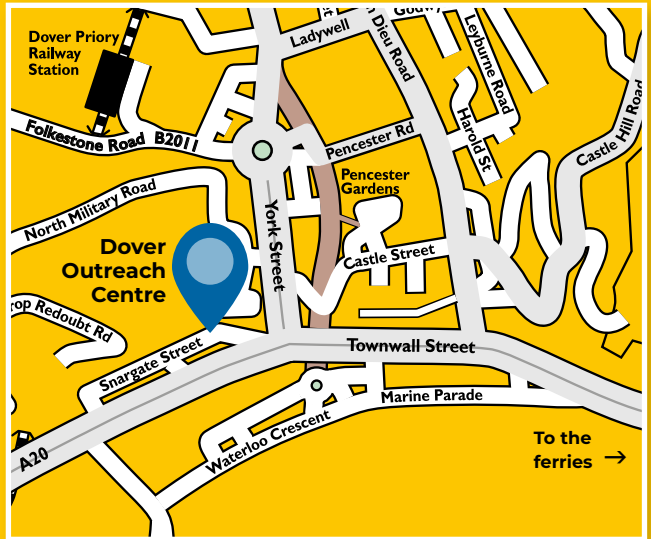 Dover Priory
Railway
Station
Ladywell
Leyburne Road
Folkestone Road B2011
Pencester Rd
Harold St
Castle Hill Road
Pencester
Gardens
North Military Road
York Street
Dover
Outreach
Centre
Castle Street
rop Redoubt Rd
Snargate Street
Townwall Street
Marine Parade
Waterloo Crescent
To the
ferries →
A20
n Dieu Road
Godw